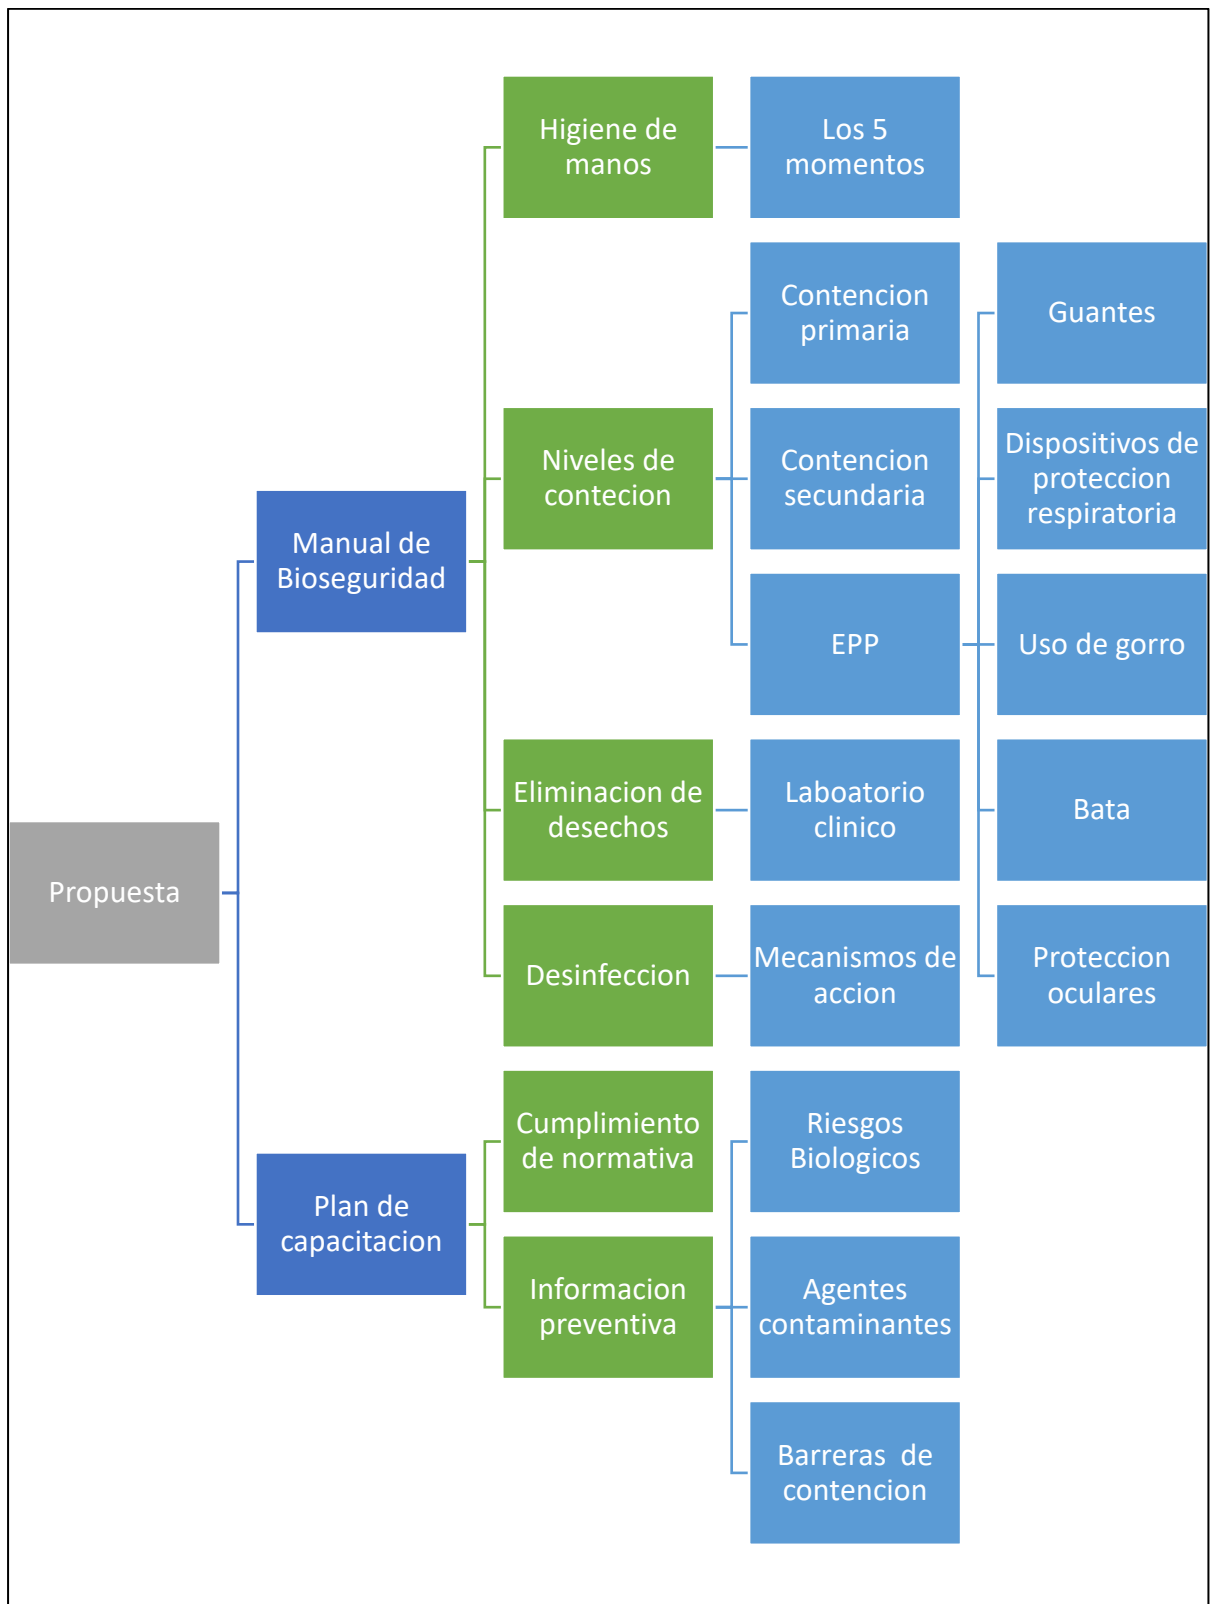 Propuesta
Manual de
Bioseguridad
Higiene de
manos
Los 5
momentos
Niveles de
contecion
Contencion
primaria
Contencion
secundaria
EPP
Guantes
Dispositivos de
proteccion
respiratoria
Uso de gorro
Bata
Proteccion
oculares
Eliminacion de
desechos
Laboatorio
clinico
Desinfeccion
Mecanismos de
accion
Plan de
capacitacion
Cumplimiento
de normativa
Informacion
preventiva
Riesgos
Biologicos
Agentes
contaminantes
Barreras  de
contencion